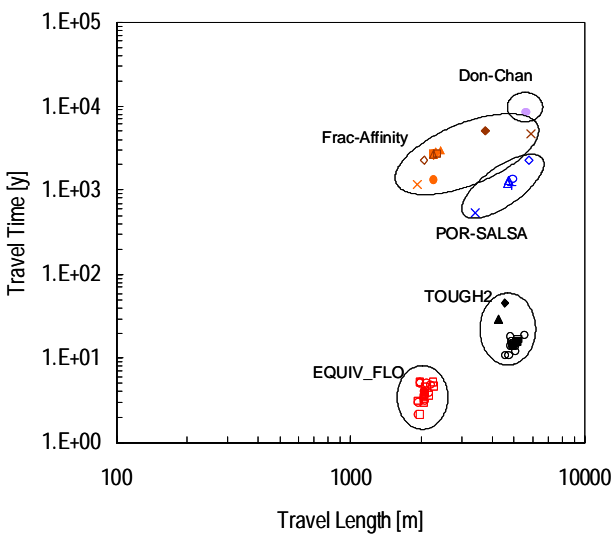 1.E+05
Don-Chan
1.E+04
Frac-Affinity
1.E+03
POR-SALSA
Travel Time [y]
1.E+02
TOUGH2
1.E+01
EQUIV_FLO
1.E+00
100
1000
10000
Travel Length [m]